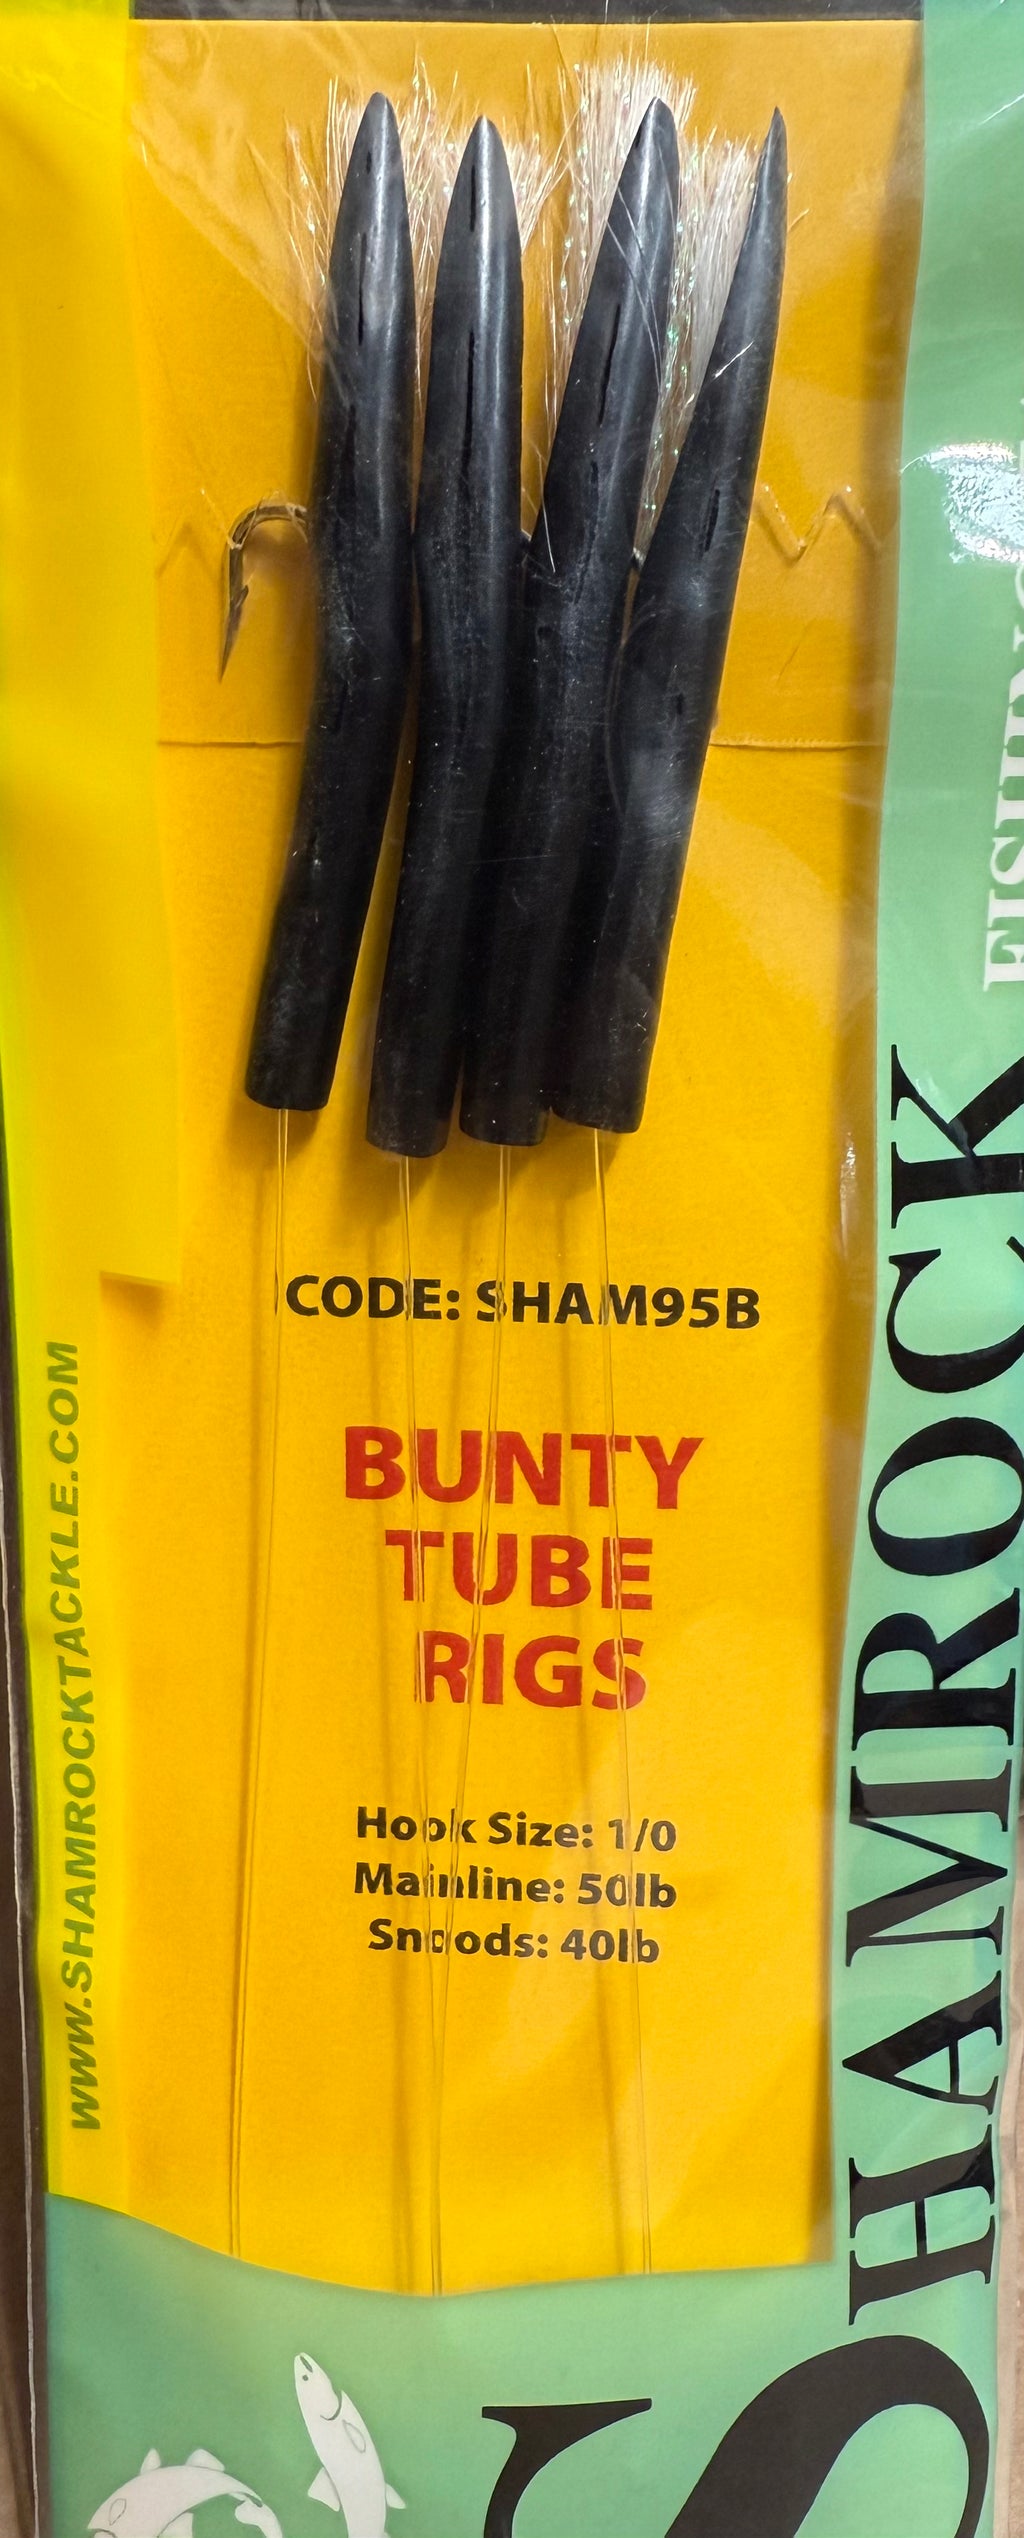 CODE: SHAM95B
BUNTY
TUBE
RIGS
Hook Size: 1/0
Mainline: 50lb
Snoods: 40lb
www.SHAMROCKTACKLE.COM
SHAMROCK